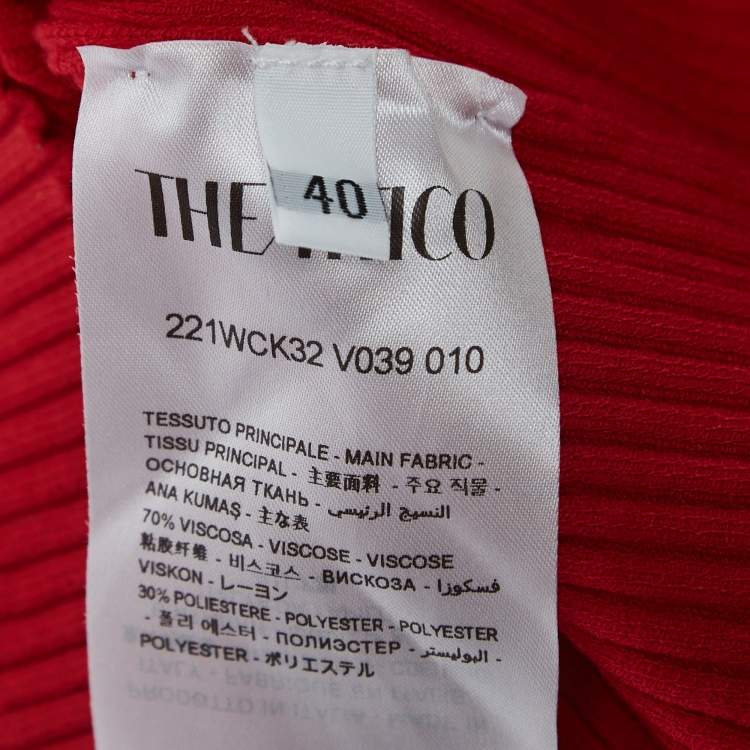 40
THE ATTICO
221WCK32 V039 010
TESSUTO PRINCIPALE - MAIN FABRIC -
TISSU PRINCIPAL - 主要面料 - 주요 직물 -
ОСНОВНАЯ ТКАНЬ - النسيج الرئيسي -
ANA KUMAŞ - 主な表
70% VISCOSA - VISCOSE - VISCOSE
粘胶纤维 - 비스코스 - ВИСКОЗА - فسكوزا
VISKON - レーヨン
30% POLIESTERE - POLYESTER - POLYESTER
- 폴리 에스터 - ПОЛИЭСТЕР - البوليستر -
POLYESTER - ポリエステル